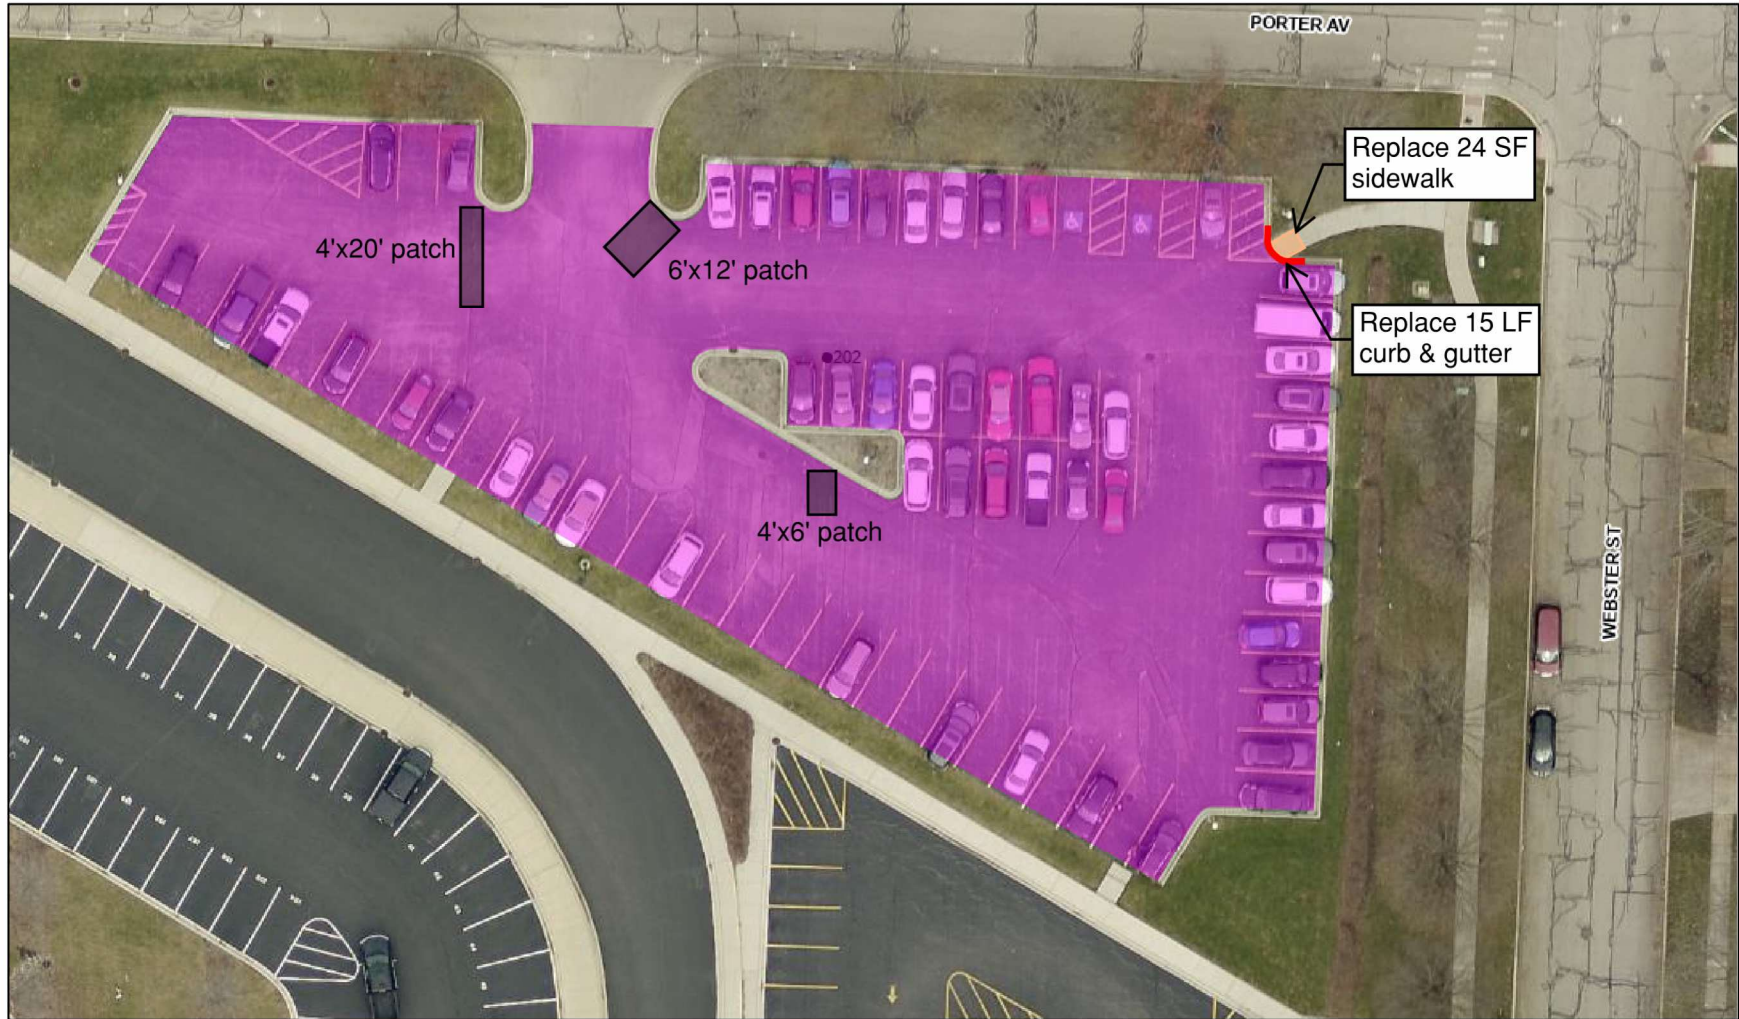 PORTER AV
Replace 24 SF
sidewalk
4'x20' patch
6'x12' patch
Replace 15 LF
curb & gutter
202
4'x6' patch
WEBSTER ST